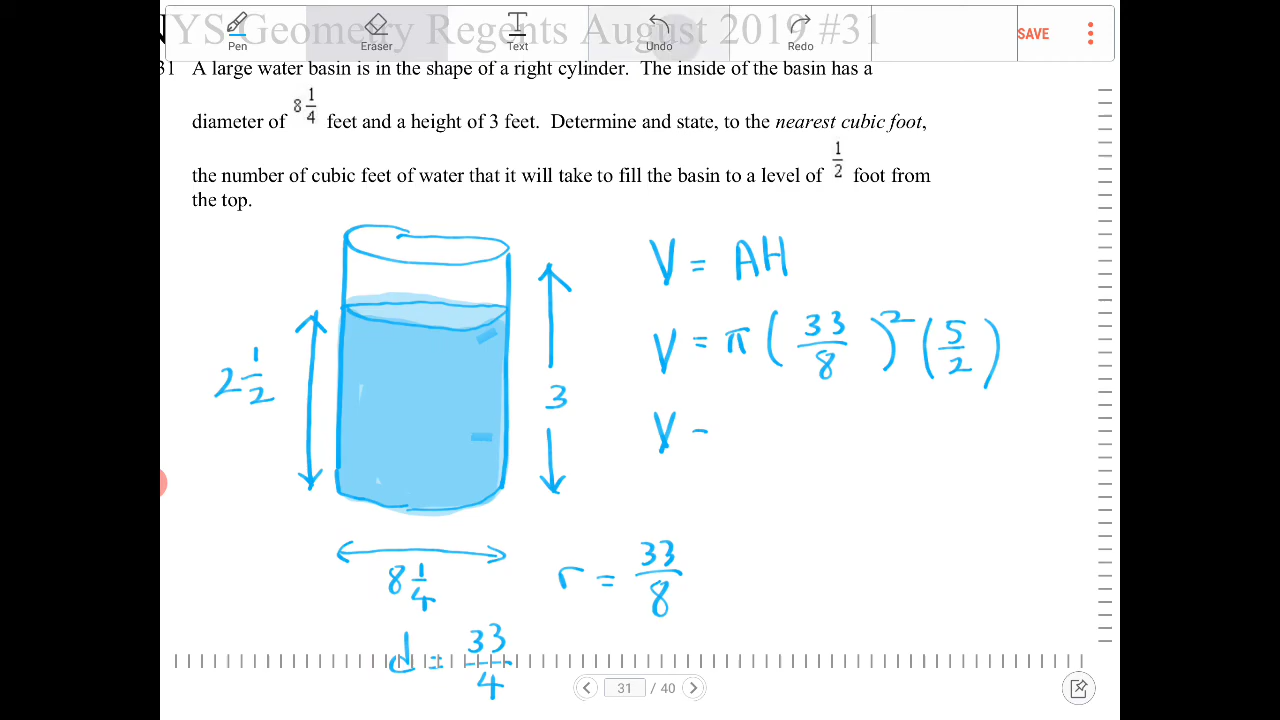 NYS Geometry Regents August 2019 #31
Pen
Eraser
Text
Undo
Redo
SAVE
31 A large water basin is in the shape of a right cylinder. The inside of the basin has a
diameter of 8 1/4 feet and a height of 3 feet. Determine and state, to the nearest cubic foot,
the number of cubic feet of water that it will take to fill the basin to a level of 1/2 foot from
the top.
V = AH
V = π (33/8)² (5/2)
V =
2 1/2
3
8 1/4
r = 33/8
d = 33/4
31 / 40